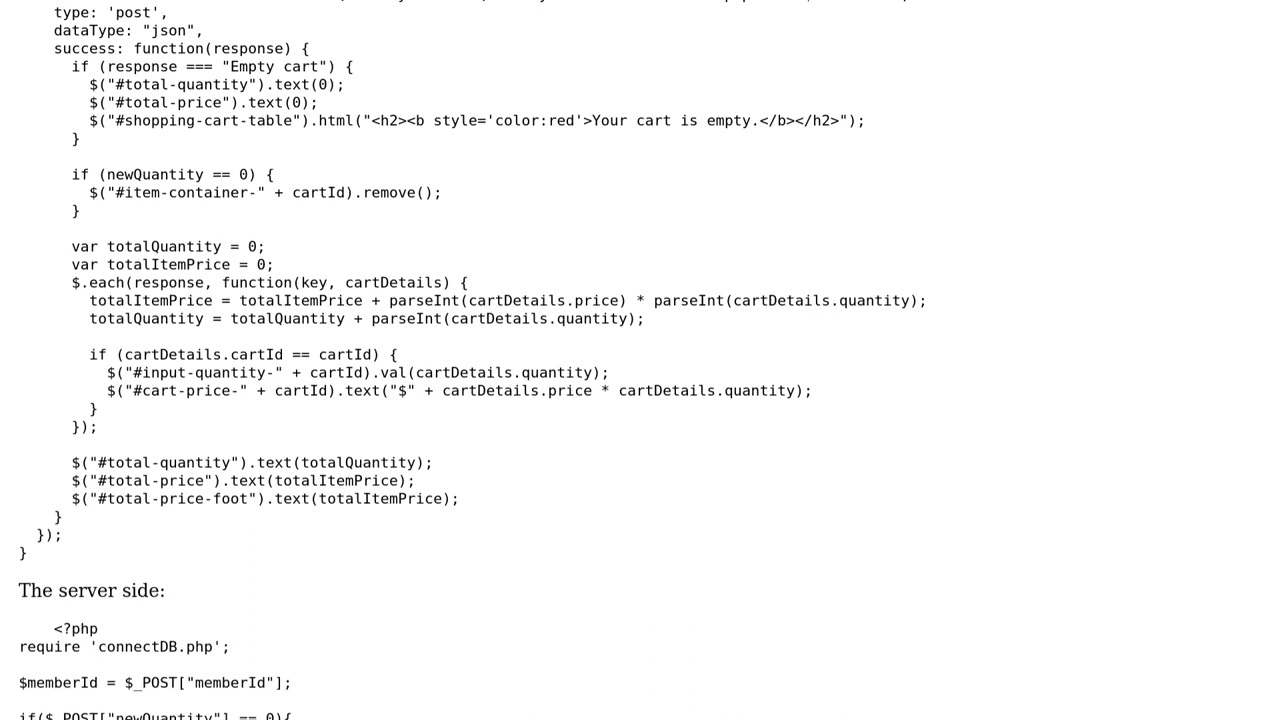 type: 'post',
dataType: "json",
success: function(response) {
if (response === "Empty cart") {
$("#total-quantity").text(0);
$("#total-price").text(0);
$("#shopping-cart-table").html("<h2><b style='color:red'>Your cart is empty.</b></h2>");
}
if (newQuantity == 0) {
$("#item-container-" + cartId).remove();
}
var totalQuantity = 0;
var totalItemPrice = 0;
$.each(response, function(key, cartDetails) {
totalItemPrice = totalItemPrice + parseInt(cartDetails.price) * parseInt(cartDetails.quantity);
totalQuantity = totalQuantity + parseInt(cartDetails.quantity);
if (cartDetails.cartId == cartId) {
$("#input-quantity-" + cartId).val(cartDetails.quantity);
$("#cart-price-" + cartId).text("$" + cartDetails.price * cartDetails.quantity);
}
});
$("#total-quantity").text(totalQuantity);
$("#total-price").text(totalItemPrice);
$("#total-price-foot").text(totalItemPrice);
}
});
}
The server side:
<?php
require 'connectDB.php';
$memberId = $_POST["memberId"];
if($_POST["newQuantity"] == 0){